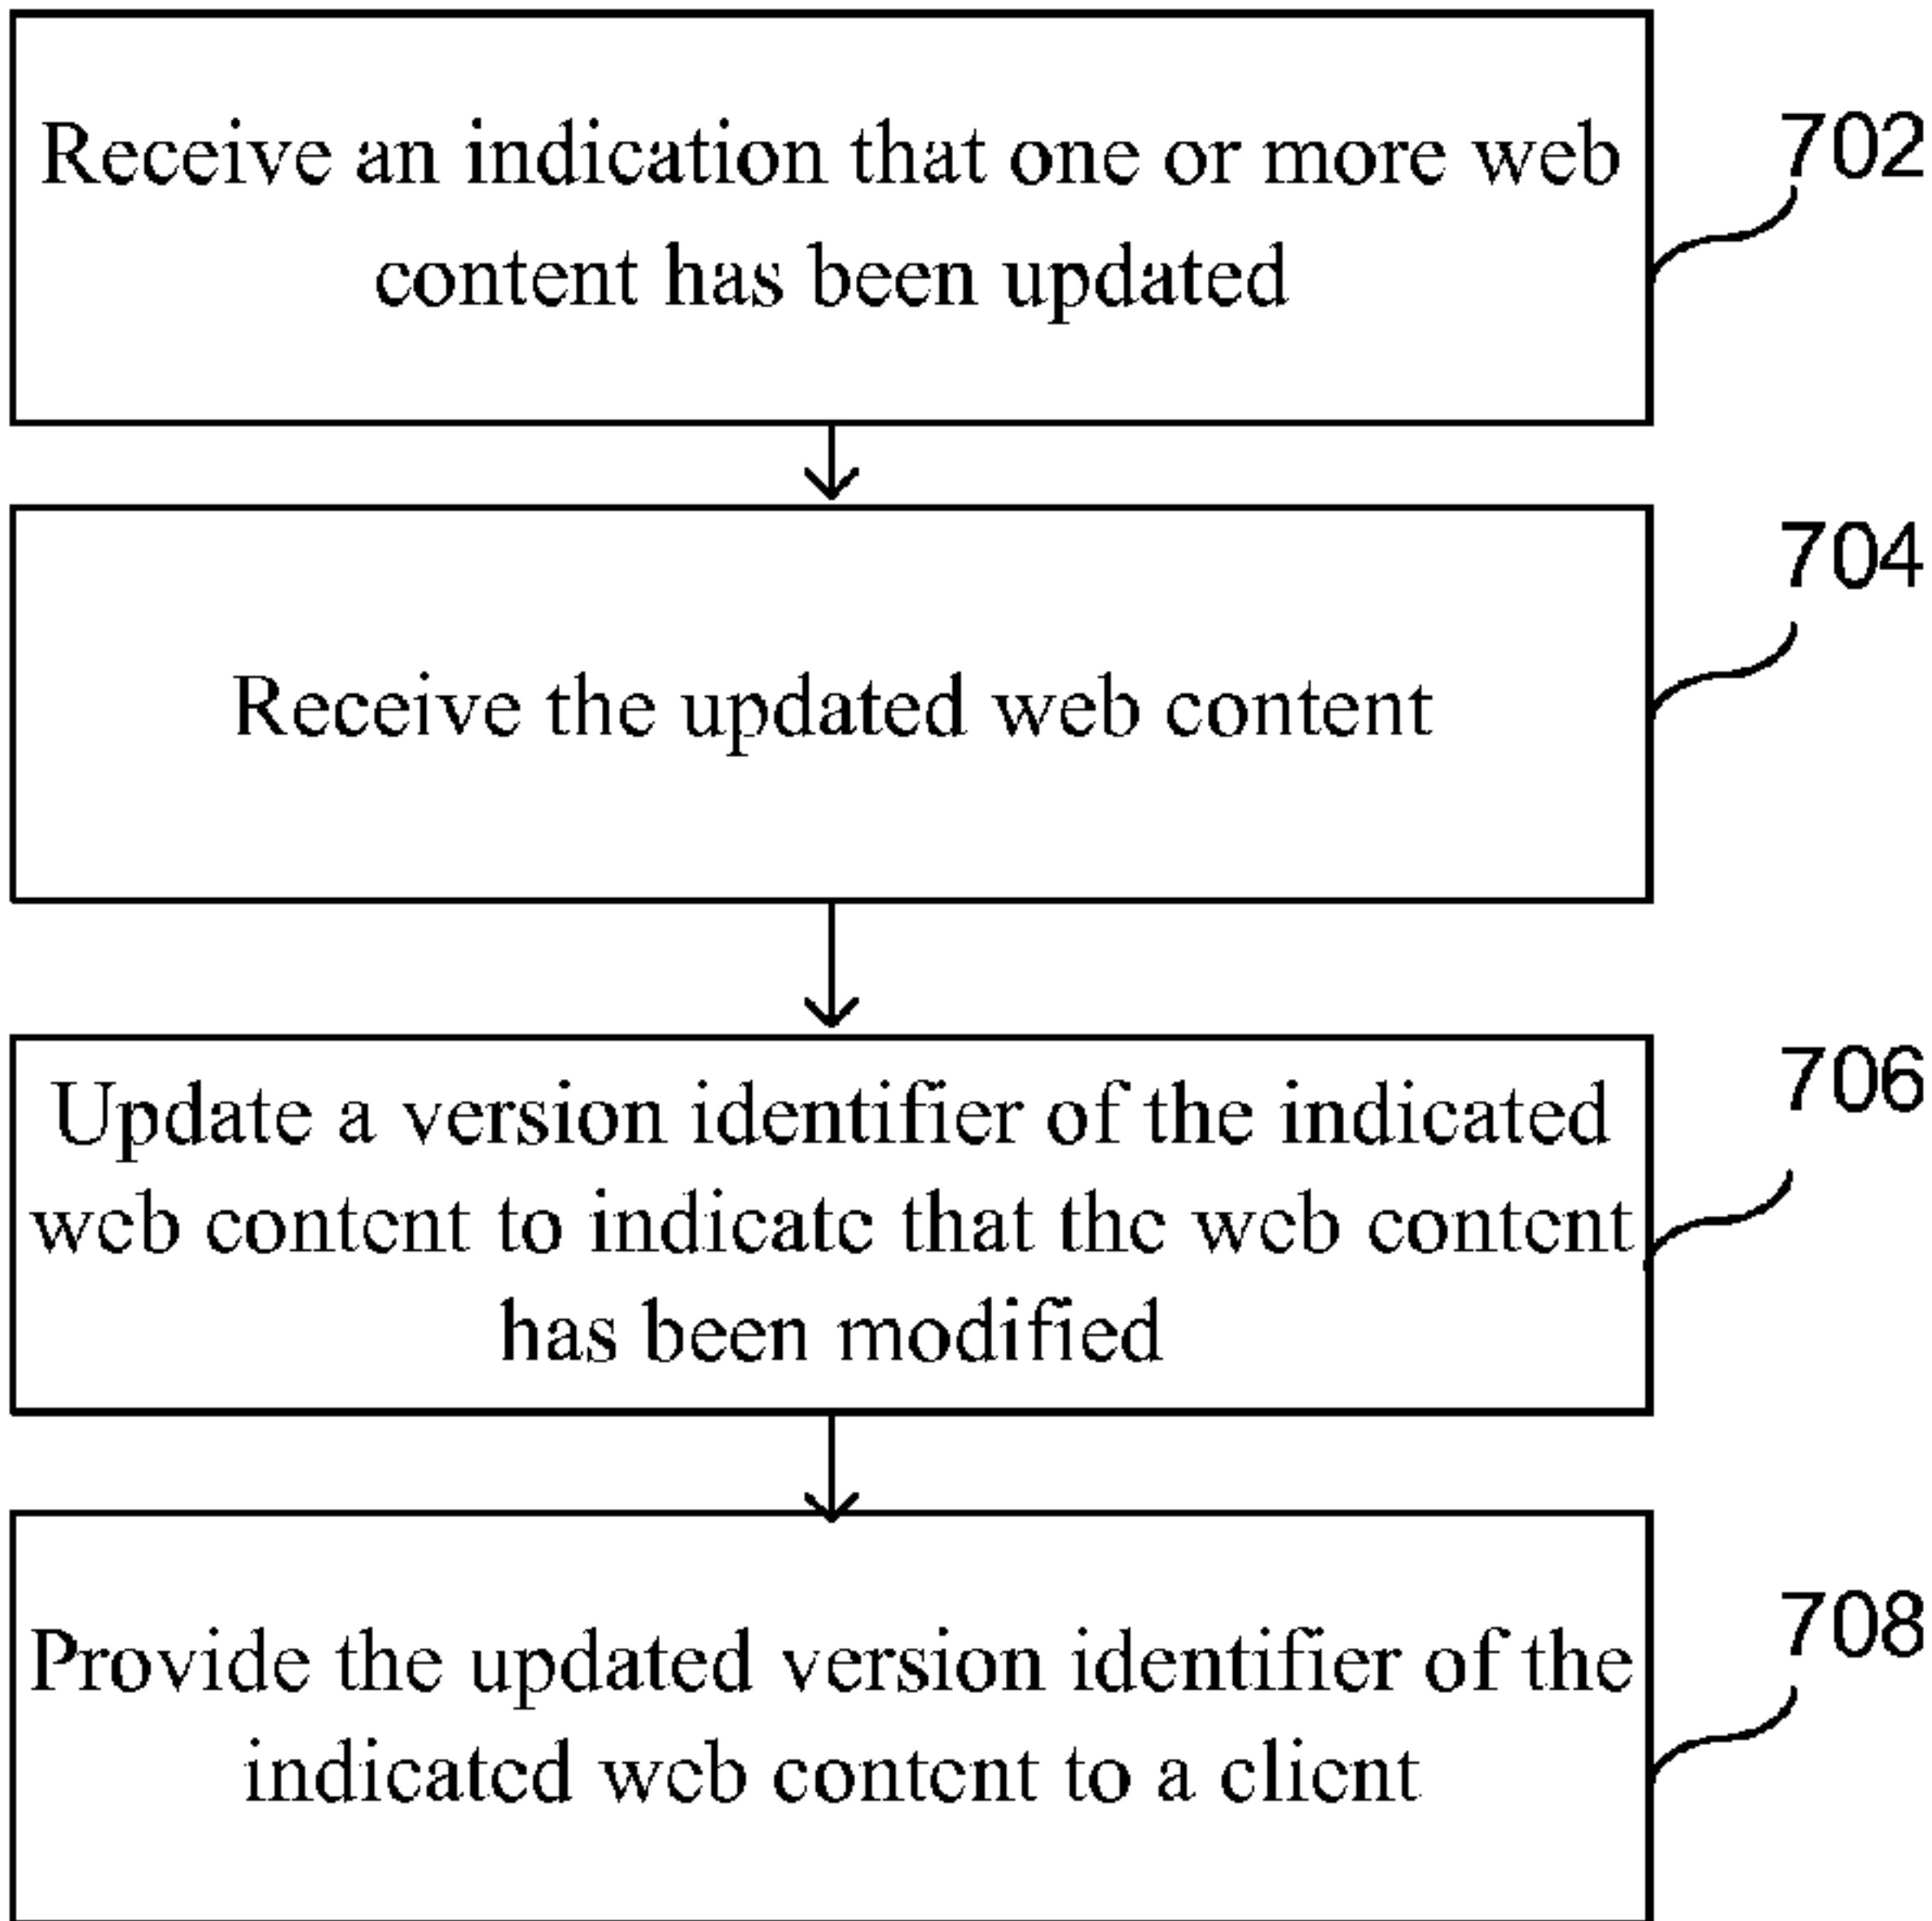 Receive an indication that one or more web
content has been updated
702
Receive the updated web content
704
Update a version identifier of the indicated
web content to indicate that the web content
has been modified
706
Provide the updated version identifier of the
indicated web content to a client
708